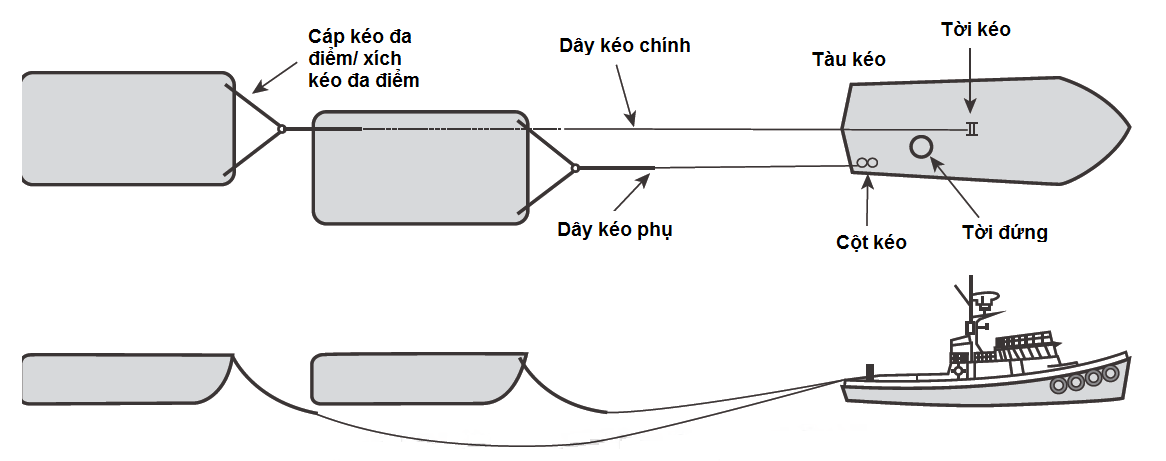 Cáp kéo đa
điểm/ xích
kéo đa điểm
Dây kéo chính
Tàu kéo
Tời kéo
Dây kéo phụ
Cột kéo
Tời đứng